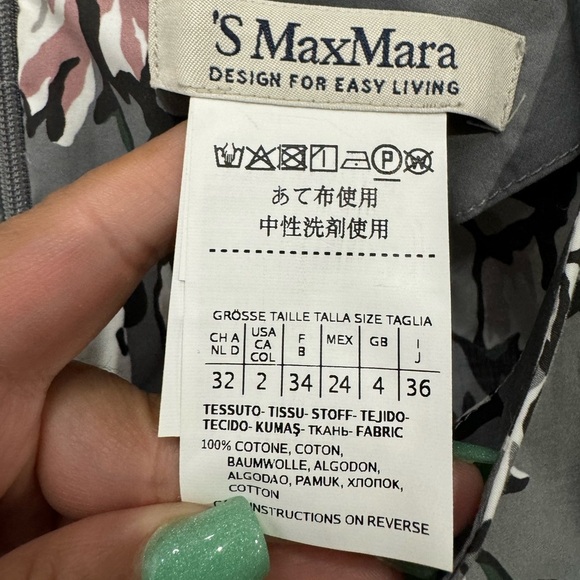 'S MaxMara
DESIGN FOR EASY LIVING
P W
あて布使用
中性洗剤使用
GRÖSSE TAILLE TALLA SIZE TAGLIA
CH A NL D USA CA COL F B MEX GB I J
32 2 34 24 4 36
TESSUTO- TISSU- STOFF- TEJIDO-
TECIDO- KUMAŞ- ТКАНЬ- FABRIC
100% COTONE, COTON,
BAUMWOLLE, ALGODON,
ALGODAO, PAMUK, ХЛОПОК,
COTTON
INSTRUCTIONS ON REVERSE